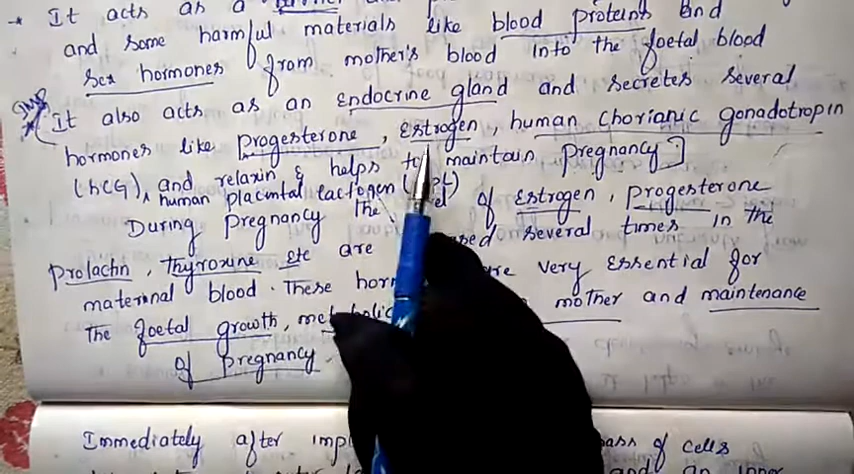 * It acts as a
and some harmful materials like blood proteins and
sex hormones from mother's blood into the foetal blood
Imp
* It also acts as an endocrine gland and secretes several
hormones like progesterone, estrogen, human chorianic gonadotropin
(hCG), and relaxin & helps to maintain pregnancy]
human placental lactogen
During pregnancy the of estrogen, progesterone
prolactin, Thyroxine etc are several times in the
maternal blood. These very essential for
The foetal growth, mother and maintenance
of pregnancy
Immediately after of cells
and an inner